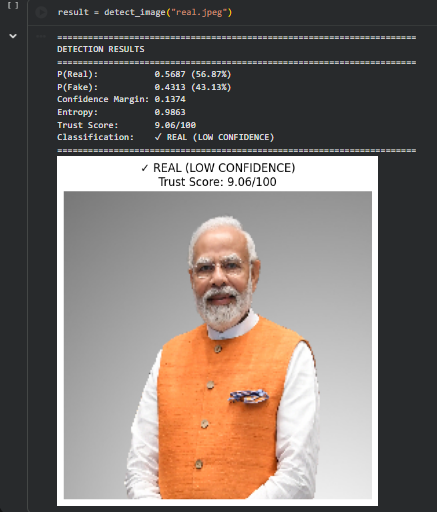 [ ]
result = detect_image("real.jpeg")
============================================================
DETECTION RESULTS
============================================================
P(Real): 0.5687 (56.87%)
P(Fake): 0.4313 (43.13%)
Confidence Margin: 0.1374
Entropy: 0.9863
Trust Score: 9.06/100
Classification: ✓ REAL (LOW CONFIDENCE)
============================================================
✓ REAL (LOW CONFIDENCE)
Trust Score: 9.06/100